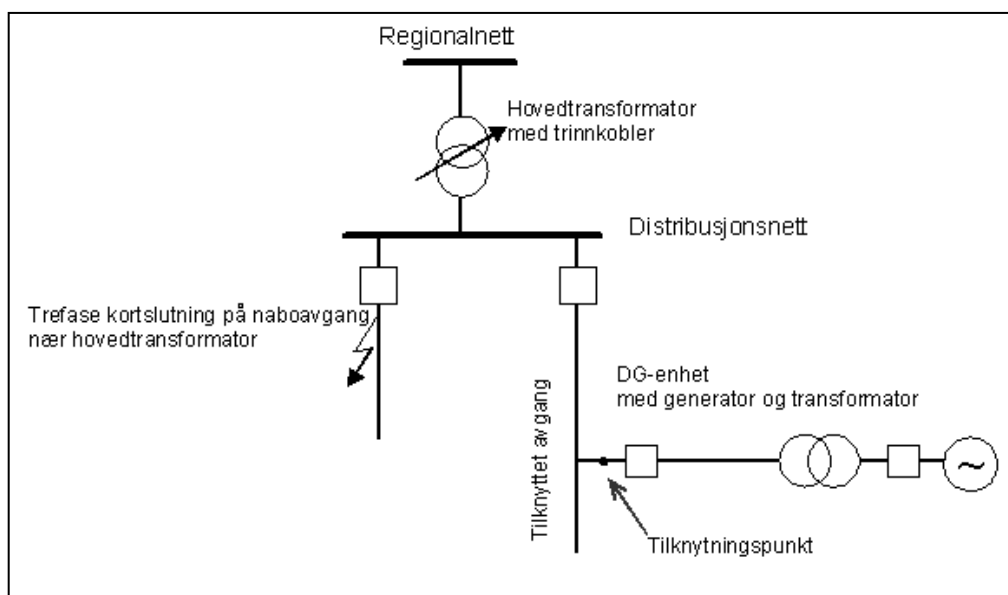 Regionalnett
Hovedtransformator
med trinnkobler
Distribusjonsnett
Trefase kortslutning på naboavgang
nær hovedtransformator
DG-enhet
med generator og transformator
Tilknyttet avgang
~
Tilknytningspunkt